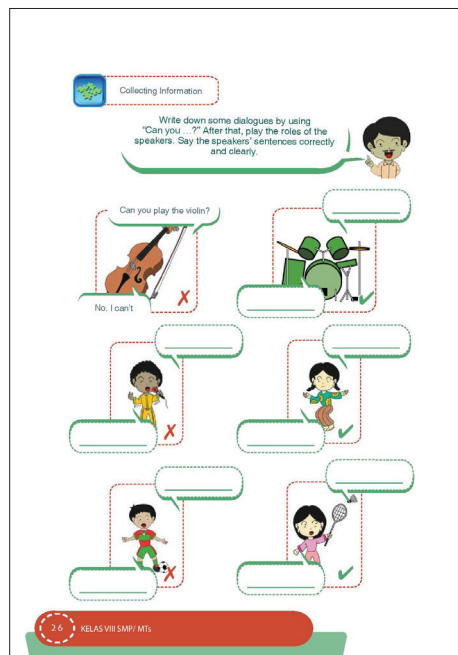 Collecting Information
Write down some dialogues by using
"Can you ...?" After that, play the roles of the
speakers. Say the speakers' sentences correctly
and clearly.
Can you play the violin?
No, I can't
26
KELAS VIII SMP/ MTs